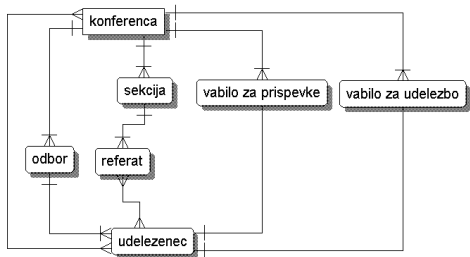 konferenca
sekcija
vabilo za prispevke
vabilo za udelezbo
odbor
referat
udelezenec